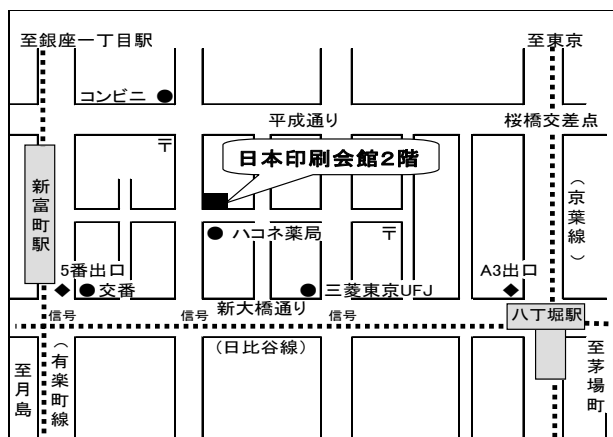 至銀座一丁目駅
至東京
コンビニ
平成通り
桜橋交差点
〒
日本印刷会館2階
新富町駅
（京葉線）
ハコネ薬局
〒
5番出口
A3出口
交番
三菱東京UFJ
新大橋通り
信号
信号
信号
八丁堀駅
（日比谷線）
（有楽町線）
至月島
至茅場町